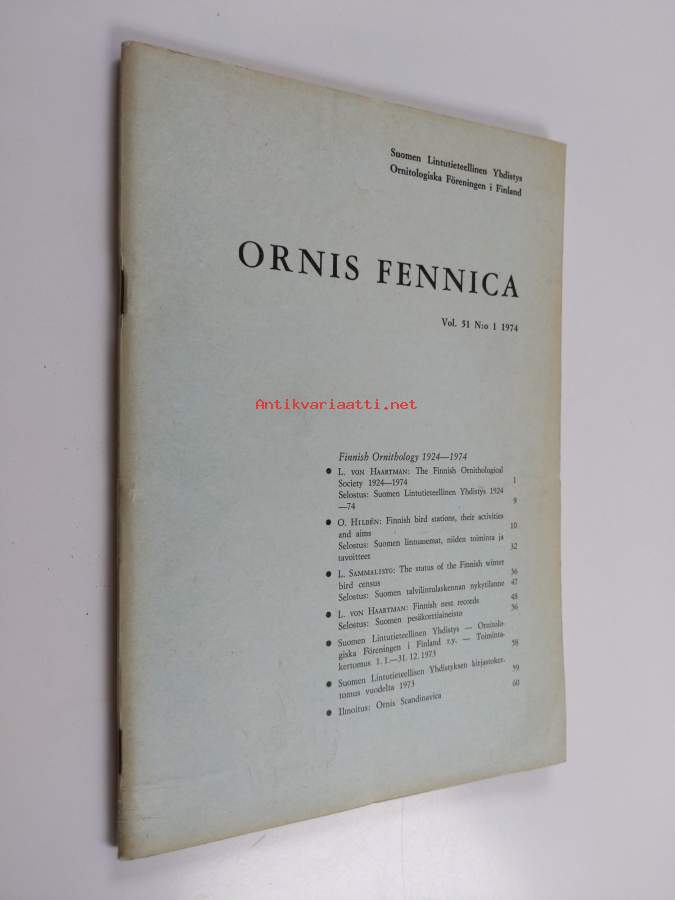 Suomen Lintutieteellinen Yhdistys
Ornitologiska Föreningen i Finland
ORNIS FENNICA
Vol. 51 N:o 1 1974
Antikvariaatti.net
Finnish Ornithology 1924—1974
● L. VON HAARTMAN: The Finnish Ornithological
Society 1924—1974 1
Selostus: Suomen Lintutieteellinen Yhdistys 1924
—74 9
● O. HILDÉN: Finnish bird stations, their activities
and aims 10
Selostus: Suomen lintuasemat, niiden toiminta ja
tavoitteet 32
● L. SAMMALISTO: The status of the Finnish winter
bird census 36
Selostus: Suomen talvilintulaskennan nykytilanne 47
● L. VON HAARTMAN: Finnish nest records 48
Selostus: Suomen pesäkorttiaineisto 56
● Suomen Lintutieteellinen Yhdistys — Ornitolo-
giska Föreningen i Finland r.y. — Toiminta-
kertomus 1.1.—31.12.1973 58
● Suomen Lintutieteellisen Yhdistyksen kirjastoker-
tomus vuodelta 1973 59
● Ilmoitus: Ornis Scandinavica 60